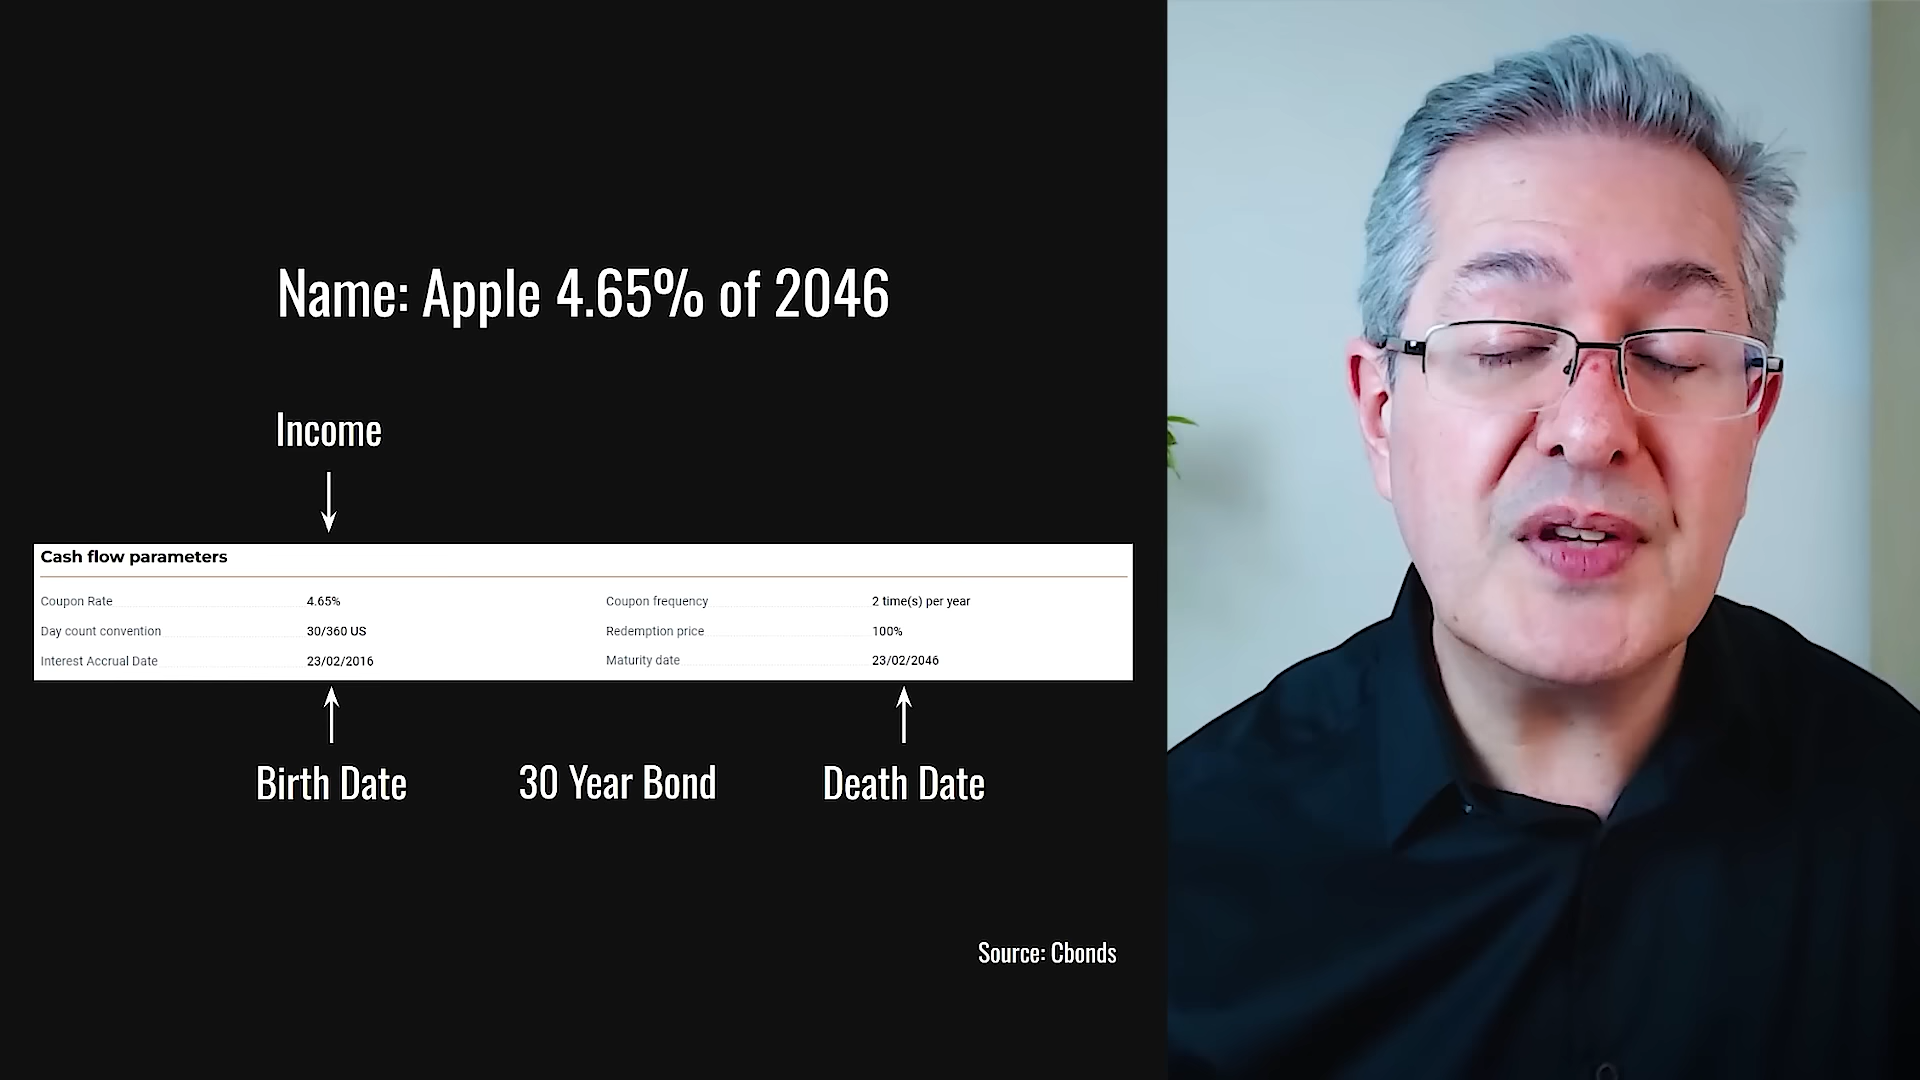 Name: Apple 4.65% of 2046
Income
Cash flow parameters
Coupon Rate 4.65% Coupon frequency 2 time(s) per year
Day count convention 30/360 US Redemption price 100%
Interest Accrual Date 23/02/2016 Maturity date 23/02/2046
Birth Date 30 Year Bond Death Date
Source: Cbonds